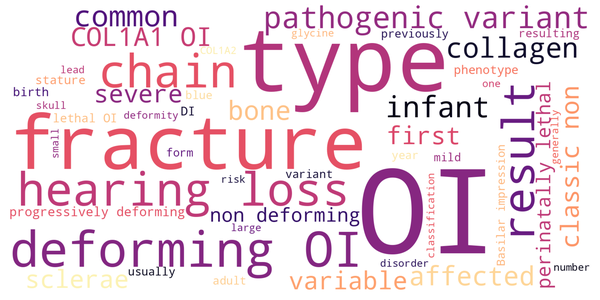 common
pathogenic variant
COL1A1 OI
glycine
previously
resulting
type
COL1A2
collagen
lead
chain
stature
phenotype
birth
severe
blue
one
skull
infant
bone
lethal OI
deformity
DI
fracture
first
result
perinatally lethal
generally
classic non
small
form
year
mild
variant
hearing loss
risk
OI
progressively deforming
non deforming
classification
Basilar impression
large
deforming OI
disorder
number
usually
sclerae
adult
variable
affected